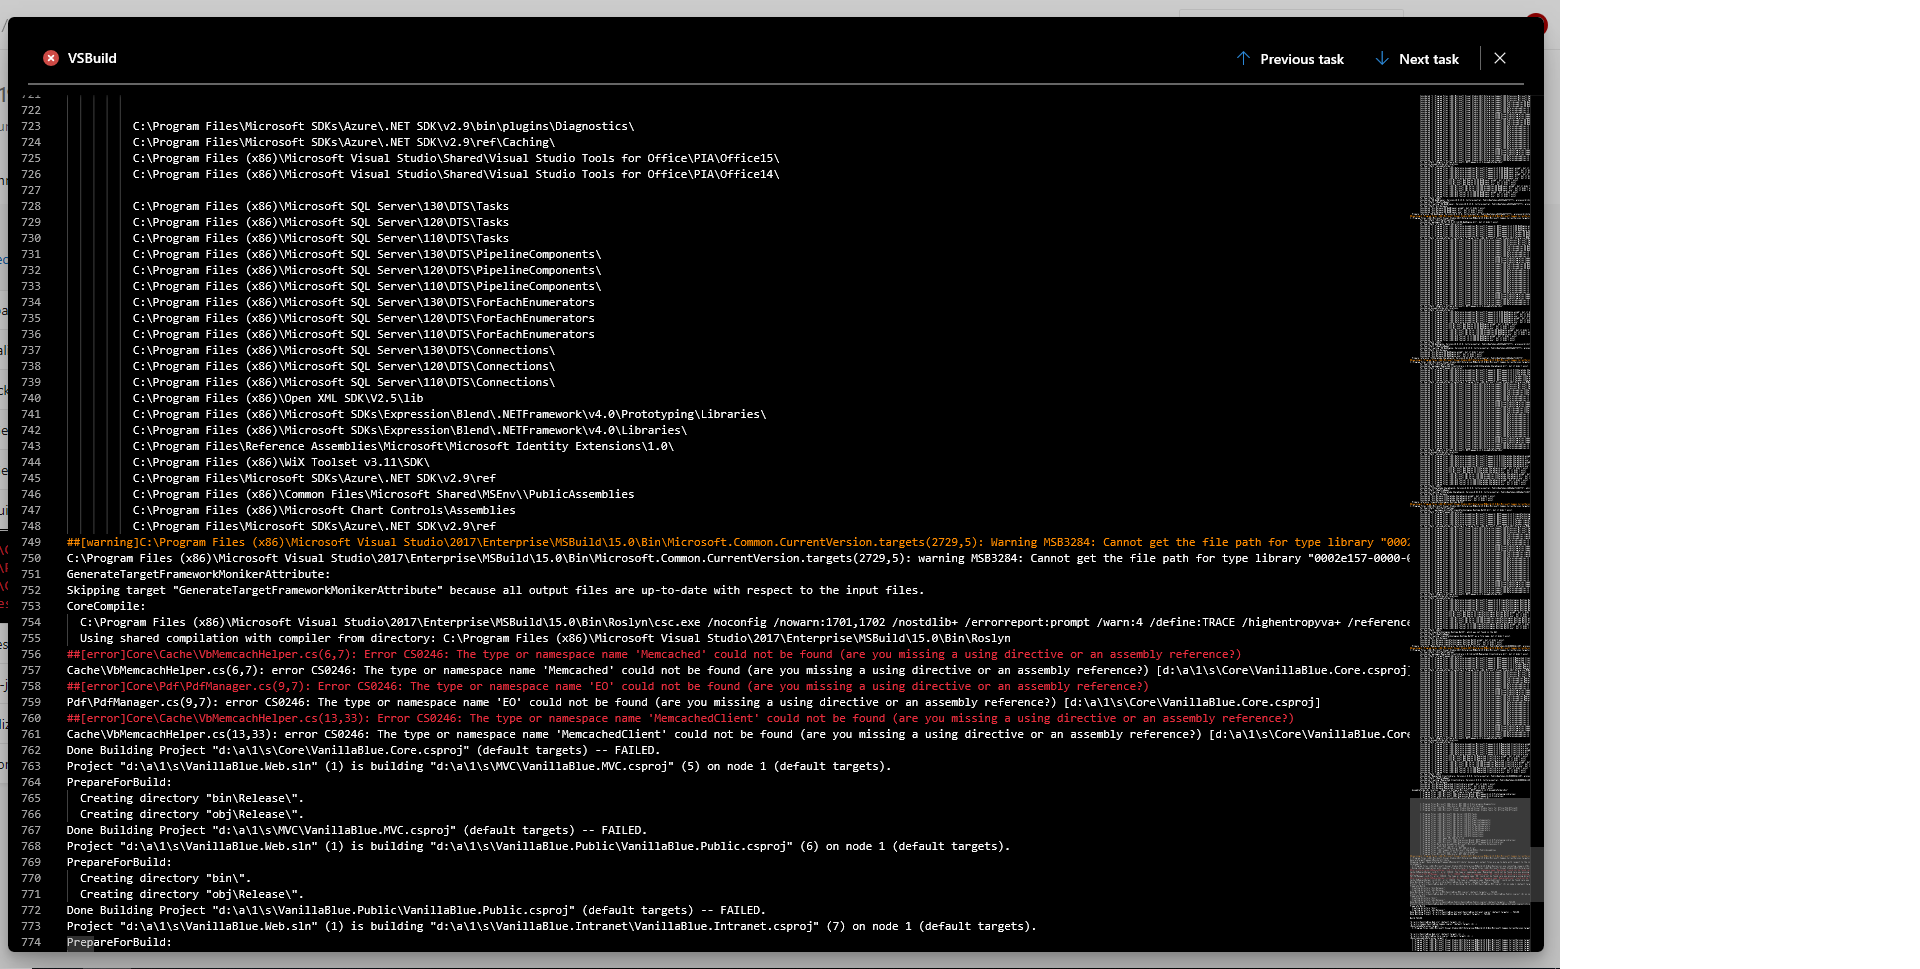 VSBuild
Previous task
Next task
722
723 C:\Program Files\Microsoft SDKs\Azure\.NET SDK\v2.9\bin\plugins\Diagnostics\
724 C:\Program Files\Microsoft SDKs\Azure\.NET SDK\v2.9\ref\Caching\
725 C:\Program Files (x86)\Microsoft Visual Studio\Shared\Visual Studio Tools for Office\PIA\Office15\
726 C:\Program Files (x86)\Microsoft Visual Studio\Shared\Visual Studio Tools for Office\PIA\Office14\
727
728 C:\Program Files (x86)\Microsoft SQL Server\130\DTS\Tasks
729 C:\Program Files (x86)\Microsoft SQL Server\120\DTS\Tasks
730 C:\Program Files (x86)\Microsoft SQL Server\110\DTS\Tasks
731 C:\Program Files (x86)\Microsoft SQL Server\130\DTS\PipelineComponents\
732 C:\Program Files (x86)\Microsoft SQL Server\120\DTS\PipelineComponents\
733 C:\Program Files (x86)\Microsoft SQL Server\110\DTS\PipelineComponents\
734 C:\Program Files (x86)\Microsoft SQL Server\130\DTS\ForEachEnumerators
735 C:\Program Files (x86)\Microsoft SQL Server\120\DTS\ForEachEnumerators
736 C:\Program Files (x86)\Microsoft SQL Server\110\DTS\ForEachEnumerators
737 C:\Program Files (x86)\Microsoft SQL Server\130\DTS\Connections\
738 C:\Program Files (x86)\Microsoft SQL Server\120\DTS\Connections\
739 C:\Program Files (x86)\Microsoft SQL Server\110\DTS\Connections\
740 C:\Program Files (x86)\Open XML SDK\V2.5\lib
741 C:\Program Files (x86)\Microsoft SDKs\Expression\Blend\.NETFramework\v4.0\Prototyping\Libraries\
742 C:\Program Files (x86)\Microsoft SDKs\Expression\Blend\.NETFramework\v4.0\Libraries\
743 C:\Program Files\Reference Assemblies\Microsoft\Microsoft Identity Extensions\1.0\
744 C:\Program Files (x86)\WiX Toolset v3.11\SDK\
745 C:\Program Files\Microsoft SDKs\Azure\.NET SDK\v2.9\ref
746 C:\Program Files (x86)\Common Files\Microsoft Shared\MSEnv\\PublicAssemblies
747 C:\Program Files (x86)\Microsoft Chart Controls\Assemblies
748 C:\Program Files\Microsoft SDKs\Azure\.NET SDK\v2.9\ref
749 ##[warning]C:\Program Files (x86)\Microsoft Visual Studio\2017\Enterprise\MSBuild\15.0\Bin\Microsoft.Common.CurrentVersion.targets(2729,5): Warning MSB3284: Cannot get the file path for type library "0002
750 C:\Program Files (x86)\Microsoft Visual Studio\2017\Enterprise\MSBuild\15.0\Bin\Microsoft.Common.CurrentVersion.targets(2729,5): warning MSB3284: Cannot get the file path for type library "0002e157-0000-0
751 GenerateTargetFrameworkMonikerAttribute:
752 Skipping target "GenerateTargetFrameworkMonikerAttribute" because all output files are up-to-date with respect to the input files.
753 CoreCompile:
754 C:\Program Files (x86)\Microsoft Visual Studio\2017\Enterprise\MSBuild\15.0\Bin\Roslyn\csc.exe /noconfig /nowarn:1701,1702 /nostdlib+ /errorreport:prompt /warn:4 /define:TRACE /highentropyva+ /reference
755 Using shared compilation with compiler from directory: C:\Program Files (x86)\Microsoft Visual Studio\2017\Enterprise\MSBuild\15.0\Bin\Roslyn
756 ##[error]Core\Cache\VbMemcachHelper.cs(6,7): Error CS0246: The type or namespace name 'Memcached' could not be found (are you missing a using directive or an assembly reference?)
757 Cache\VbMemcachHelper.cs(6,7): error CS0246: The type or namespace name 'Memcached' could not be found (are you missing a using directive or an assembly reference?) [d:\a\1\s\Core\VanillaBlue.Core.csproj]
758 ##[error]Core\Pdf\PdfManager.cs(9,7): Error CS0246: The type or namespace name 'EO' could not be found (are you missing a using directive or an assembly reference?)
759 Pdf\PdfManager.cs(9,7): error CS0246: The type or namespace name 'EO' could not be found (are you missing a using directive or an assembly reference?) [d:\a\1\s\Core\VanillaBlue.Core.csproj]
760 ##[error]Core\Cache\VbMemcachHelper.cs(13,33): Error CS0246: The type or namespace name 'MemcachedClient' could not be found (are you missing a using directive or an assembly reference?)
761 Cache\VbMemcachHelper.cs(13,33): error CS0246: The type or namespace name 'MemcachedClient' could not be found (are you missing a using directive or an assembly reference?) [d:\a\1\s\Core\VanillaBlue.Core
762 Done Building Project "d:\a\1\s\Core\VanillaBlue.Core.csproj" (default targets) -- FAILED.
763 Project "d:\a\1\s\VanillaBlue.Web.sln" (1) is building "d:\a\1\s\MVC\VanillaBlue.MVC.csproj" (5) on node 1 (default targets).
764 PrepareForBuild:
765 Creating directory "bin\Release\".
766 Creating directory "obj\Release\".
767 Done Building Project "d:\a\1\s\MVC\VanillaBlue.MVC.csproj" (default targets) -- FAILED.
768 Project "d:\a\1\s\VanillaBlue.Web.sln" (1) is building "d:\a\1\s\VanillaBlue.Public\VanillaBlue.Public.csproj" (6) on node 1 (default targets).
769 PrepareForBuild:
770 Creating directory "bin\".
771 Creating directory "obj\Release\".
772 Done Building Project "d:\a\1\s\VanillaBlue.Public\VanillaBlue.Public.csproj" (default targets) -- FAILED.
773 Project "d:\a\1\s\VanillaBlue.Web.sln" (1) is building "d:\a\1\s\VanillaBlue.Intranet\VanillaBlue.Intranet.csproj" (7) on node 1 (default targets).
774 PrepareForBuild: